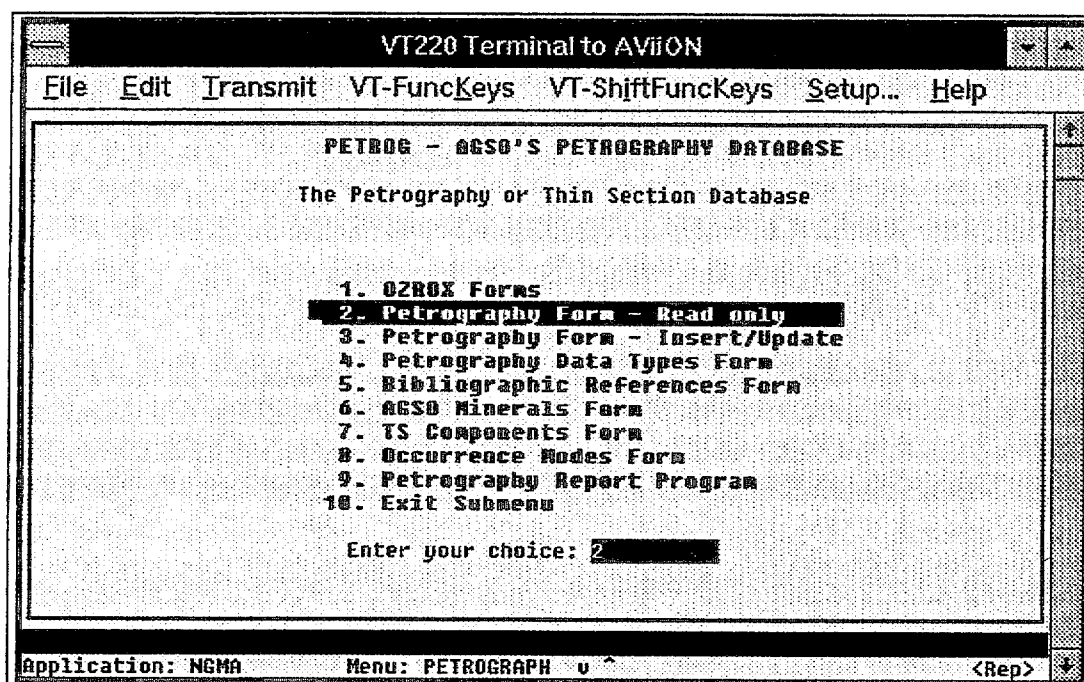 VT220 Terminal to AViiON
File Edit Transmit VT-FuncKeys VT-ShiftFuncKeys Setup... Help
PETROG - AGSO'S PETROGRAPHY DATABASE
The Petrography or Thin Section Database
1. OZROX Forms
2. Petrography Form - Read only
3. Petrography Form - Insert/Update
4. Petrography Data Types Form
5. Bibliographic References Form
6. AGSO Minerals Form
7. TS Components Form
8. Occurrence Modes Form
9. Petrography Report Program
10. Exit Submenu
Enter your choice: 2
Application: NGMA Menu: PETROGRAPH v ^ <Rep>